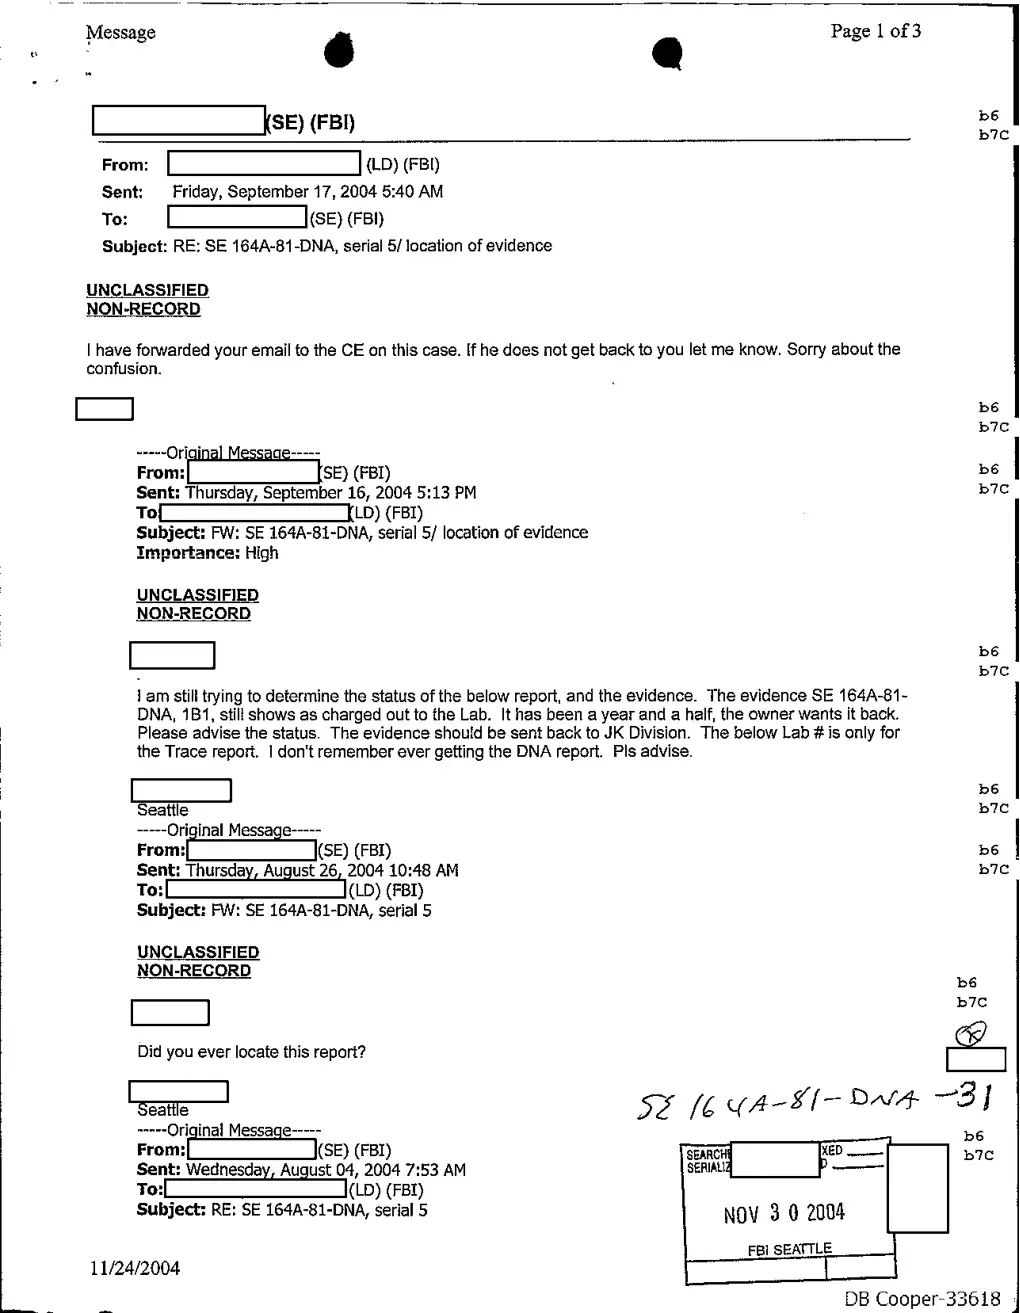 Message
Page 1 of 3
(SE) (FBI)
b6
b7C
From: (LD) (FBI)
Sent: Friday, September 17, 2004 5:40 AM
To: (SE) (FBI)
Subject: RE: SE 164A-81-DNA, serial 5/ location of evidence
UNCLASSIFIED
NON-RECORD
I have forwarded your email to the CE on this case. If he does not get back to you let me know. Sorry about the
confusion.
b6
b7C
-----Original Message-----
From: (SE) (FBI)
b6
Sent: Thursday, September 16, 2004 5:13 PM
b7C
To: (LD) (FBI)
Subject: FW: SE 164A-81-DNA, serial 5/ location of evidence
Importance: High
UNCLASSIFIED
NON-RECORD
b6
b7C
I am still trying to determine the status of the below report, and the evidence. The evidence SE 164A-81-
DNA, 1B1, still shows as charged out to the Lab. It has been a year and a half, the owner wants it back.
Please advise the status. The evidence should be sent back to JK Division. The below Lab # is only for
the Trace report. I don't remember ever getting the DNA report. Pls advise.
b6
b7C
Seattle
-----Original Message-----
From: (SE) (FBI)
b6
Sent: Thursday, August 26, 2004 10:48 AM
b7C
To: (LD) (FBI)
Subject: FW: SE 164A-81-DNA, serial 5
UNCLASSIFIED
NON-RECORD
b6
b7C
Did you ever locate this report?
Seattle
SE 164A-81-DNA-31
-----Original Message-----
From: (SE) (FBI)
b6
b7C
Sent: Wednesday, August 04, 2004 7:53 AM
To: (LD) (FBI)
Subject: RE: SE 164A-81-DNA, serial 5
SEARCH XED
SERIALIZ D
NOV 30 2004
FBI SEATTLE
11/24/2004
DB Cooper-33618